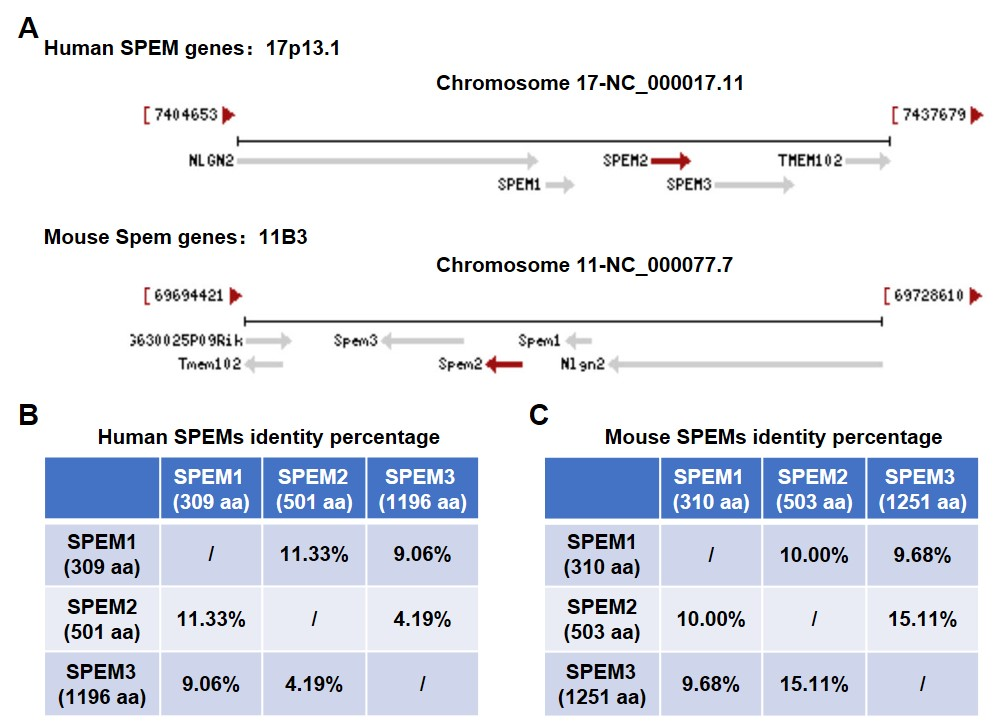 A
Human SPEM genes：17p13.1
Chromosome 17-NC_000017.11
[ 7404653
[ 7437679
NLGN2
SPEM2
TMEM102
SPEM1
SPEM3
Mouse Spem genes：11B3
Chromosome 11-NC_000077.7
[ 69694421
[ 69728610
G630025P09Rik
Spem3
Spem1
Tmem102
Spem2
Nlgn2
B
Human SPEMs identity percentage
SPEM1 SPEM2 SPEM3
(309 aa) (501 aa) (1196 aa)
SPEM1
(309 aa)
/ 11.33% 9.06%
SPEM2
(501 aa)
11.33% / 4.19%
SPEM3
(1196 aa)
9.06% 4.19% /
C
Mouse SPEMs identity percentage
SPEM1 SPEM2 SPEM3
(310 aa) (503 aa) (1251 aa)
SPEM1
(310 aa)
/ 10.00% 9.68%
SPEM2
(503 aa)
10.00% / 15.11%
SPEM3
(1251 aa)
9.68% 15.11% /